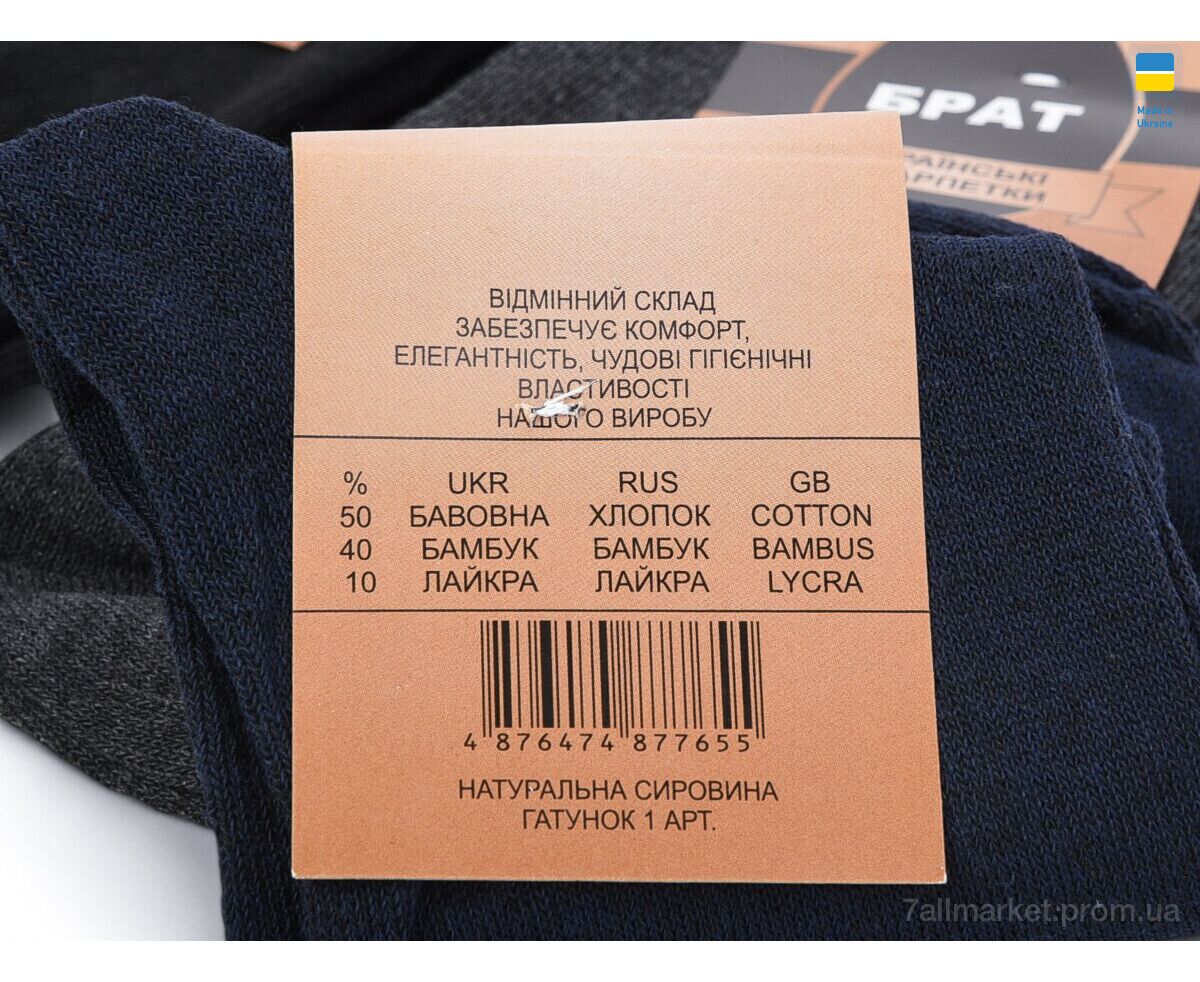 БРАТ
Made in
Ukraine
ВІДМІННИЙ СКЛАД
ЗАБЕЗПЕЧУЄ КОМФОРТ,
ЕЛЕГАНТНІСТЬ, ЧУДОВІ ГІГІЄНІЧНІ
ВЛАСТИВОСТІ
НАШОГО ВИРОБУ
% UKR RUS GB
50 БАВОВНА ХЛОПОК COTTON
40 БАМБУК БАМБУК BAMBUS
10 ЛАЙКРА ЛАЙКРА LYCRA
4 876474 877655
НАТУРАЛЬНА СИРОВИНА
ГАТУНОК 1 АРТ.
7allmarket.prom.ua